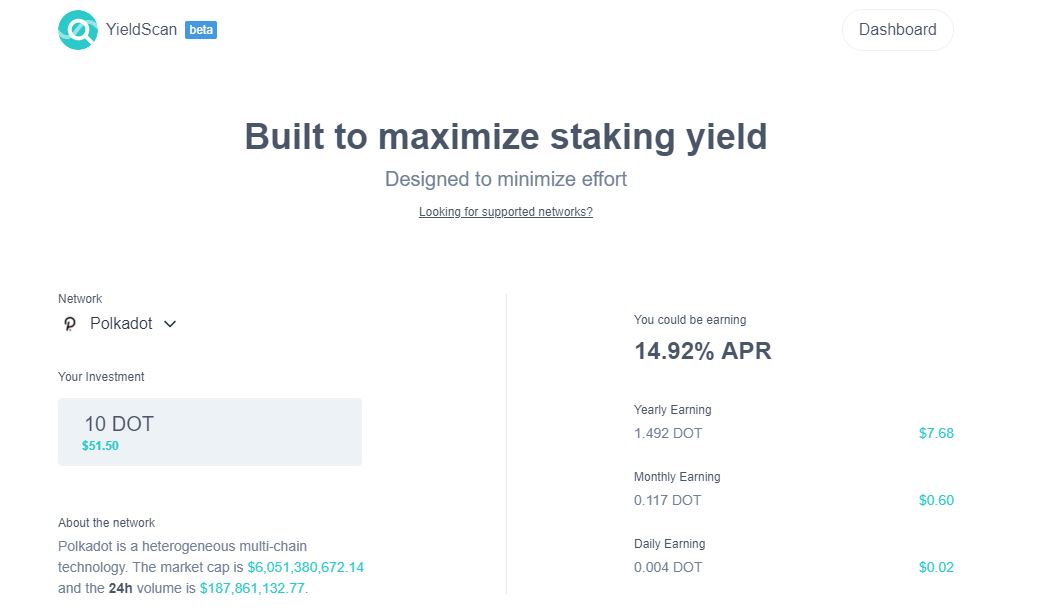 YieldScan beta
Dashboard
Built to maximize staking yield
Designed to minimize effort
Looking for supported networks?
Network
Polkadot
Your Investment
10 DOT
$51.50
About the network
Polkadot is a heterogeneous multi-chain
technology. The market cap is $6,051,380,672.14
and the 24h volume is $187,861,132.77.
You could be earning
14.92% APR
Yearly Earning
1.492 DOT $7.68
Monthly Earning
0.117 DOT $0.60
Daily Earning
0.004 DOT $0.02